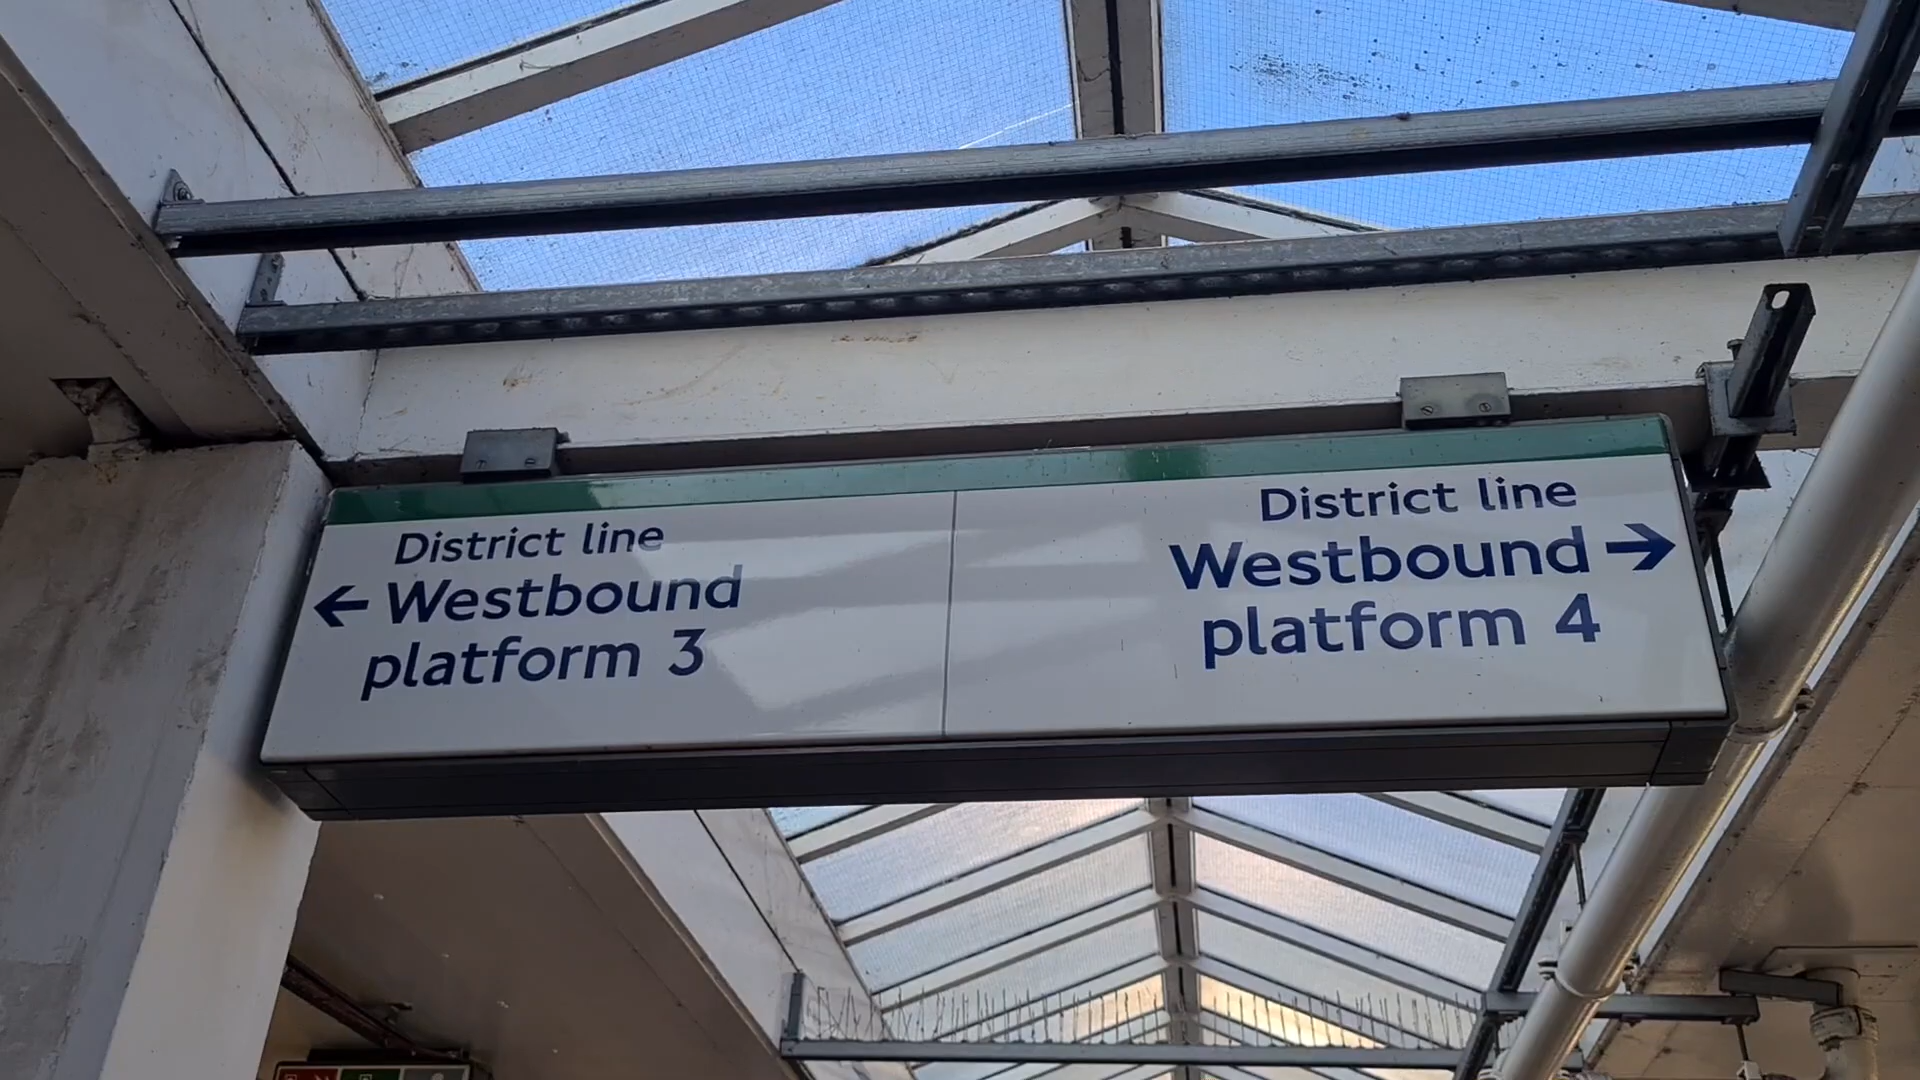 District line
← Westbound
platform 3
District line
Westbound →
platform 4